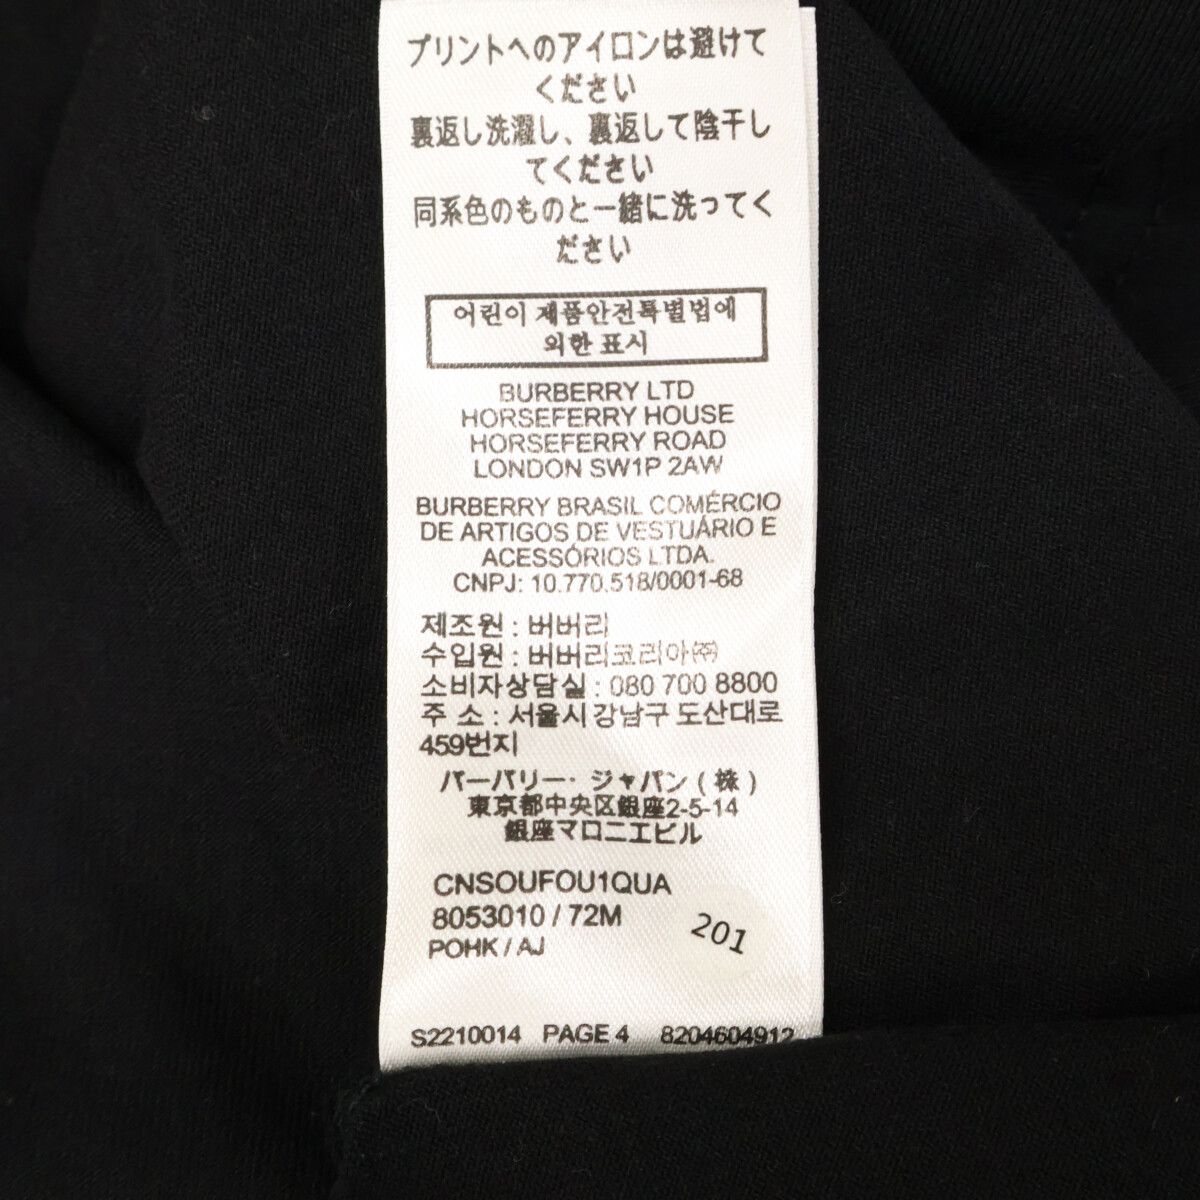 プリントへのアイロンは避けて
ください
裏返し洗濯し、裏返して陰干し
てください
同系色のものと一緒に洗ってく
ださい
어린이 제품안전특별법에
의한 표시
BURBERRY LTD
HORSEFERRY HOUSE
HORSEFERRY ROAD
LONDON SW1P 2AW
BURBERRY BRASIL COMÉRCIO
DE ARTIGOS DE VESTUÁRIO E
ACESSÓRIOS LTDA.
CNPJ: 10.770.518/0001-68
제조원 : 버버리
수입원 : 버버리코리아㈜
소비자상담실 : 080 700 8800
주 소 : 서울시 강남구 도산대로
459번지
バーバリー・ジャパン(株)
東京都中央区銀座2-5-14
銀座マロニエビル
CNSOUFOU1QUA
8053010 / 72M
201
POHK / AJ
S2210014 PAGE 4 8204604912